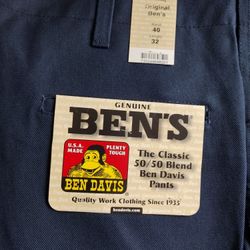 Original
Ben's
40
32
GENUINE
BEN'S
U.S.A.
MADE
PLENTY
TOUGH
BEN DAVIS
The Classic
50/50 Blend
Ben Davis
Pants
Quality Work Clothing Since 1935
bendavis.com